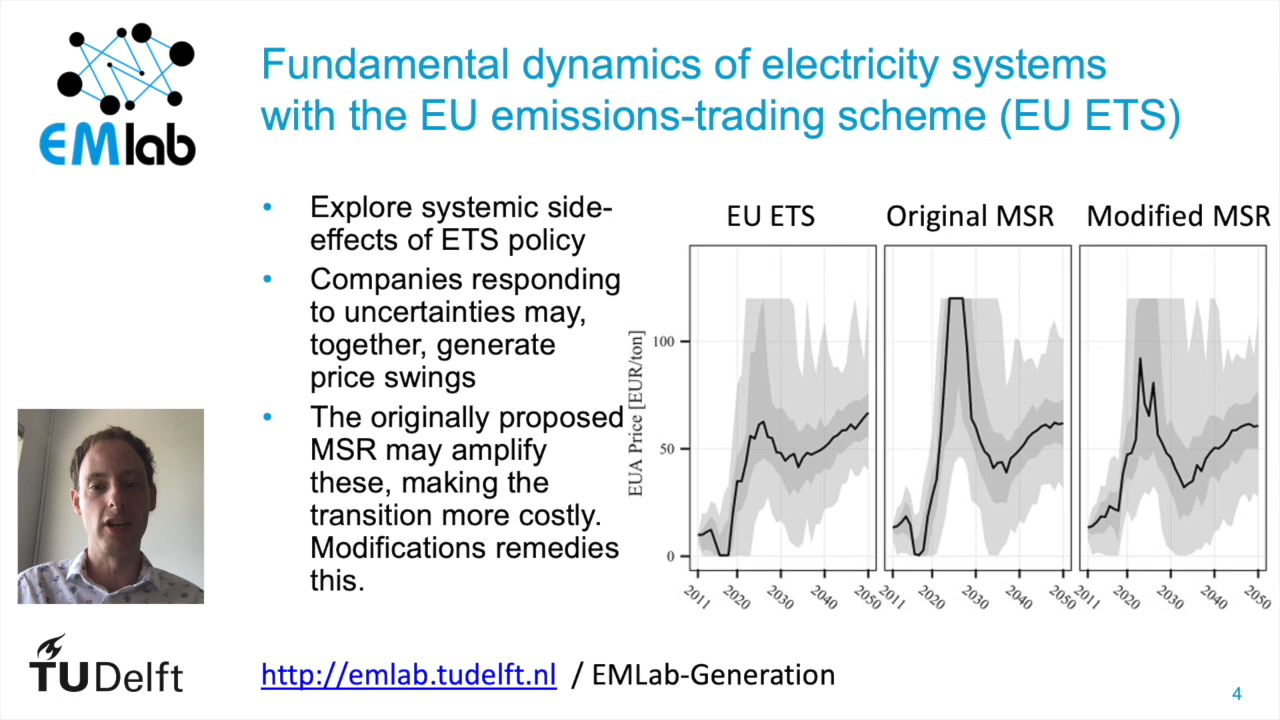 EMlab
Fundamental dynamics of electricity systems
with the EU emissions-trading scheme (EU ETS)
• Explore systemic side-
effects of ETS policy
• Companies responding
to uncertainties may,
together, generate
price swings
• The originally proposed
MSR may amplify
these, making the
transition more costly.
Modifications remedies
this.
EU ETS
Original MSR
Modified MSR
EUA Price [EUR/ton]
100
50
0
2011 2020 2030 2040 2050
2011 2020 2030 2040 2050
2011 2020 2030 2040 2050
TU Delft
http://emlab.tudelft.nl / EMLab-Generation
4